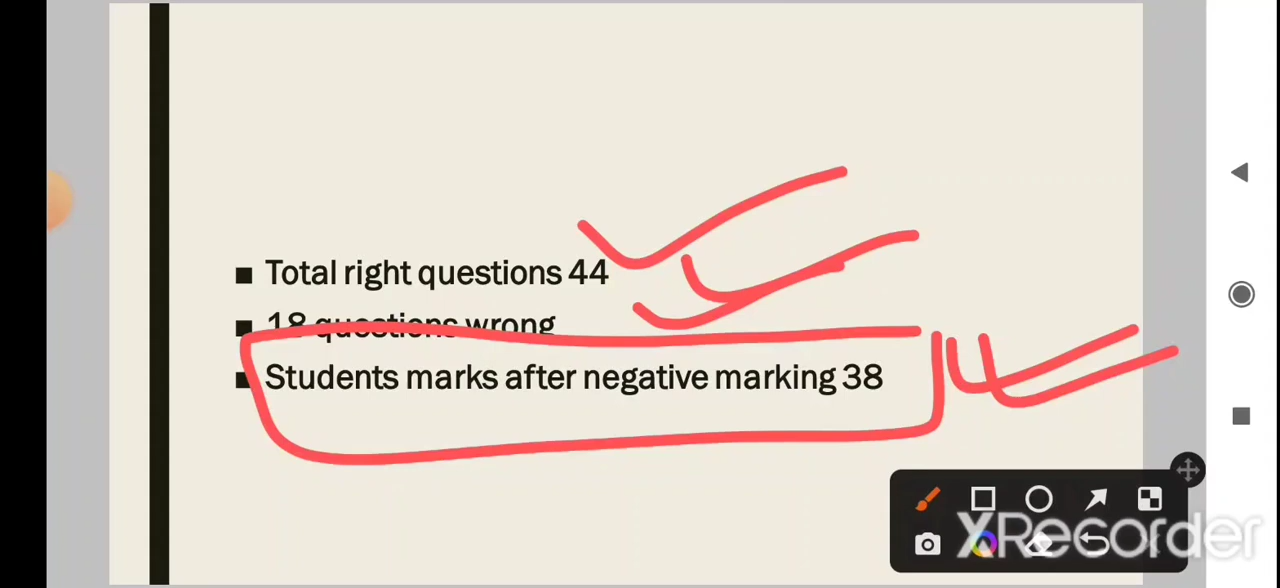 Total right questions 44
18 questions wrong
Students marks after negative marking 38
XRecorder